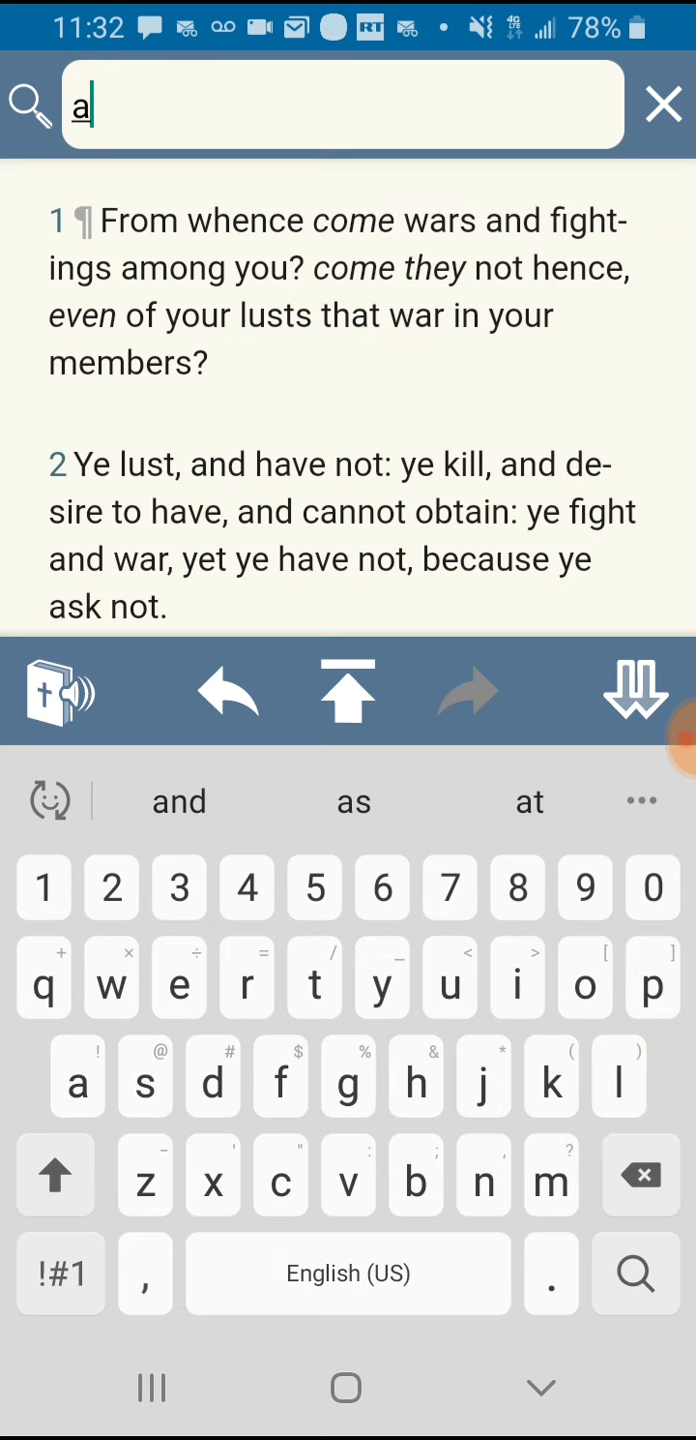 11:32 RT 4G LTE 78%
a
1 ¶ From whence come wars and fight-
ings among you? come they not hence,
even of your lusts that war in your
members?
2 Ye lust, and have not: ye kill, and de-
sire to have, and cannot obtain: ye fight
and war, yet ye have not, because ye
ask not.
and as at •••
1 2 3 4 5 6 7 8 9 0
+ × ÷ = / _ < > [ ]
q w e r t y u i o p
! @ # $ % & * ( )
a s d f g h j k l
- ' " : ; , ?
z x c v b n m
!#1 , English (US) .